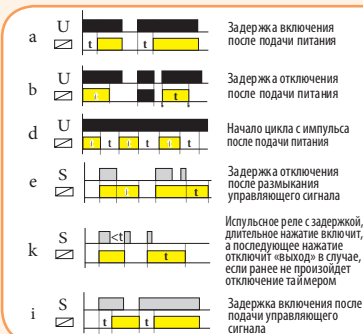 a U t t Задержка включения
после подачи питания
b U t t Задержка отключения
после подачи питания
d U t t t t t t Начало цикла с импульса
после подачи питания
e S t t Задержка отключения
после размыкания
управляющего сигнала
k S <t t Испульсное реле с задержкой,
длительное нажатие включит,
а последующее нажатие
отключит «выход» в случае,
если ранее не произойдет
отключение таймером
i S t t Задержка включения после
подачи управляющего
сигнала